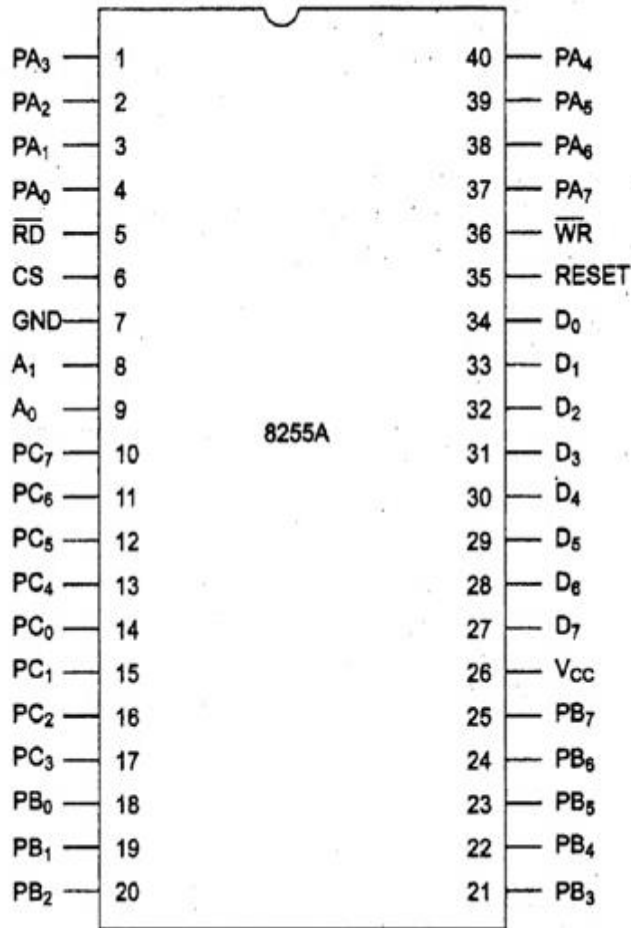 PA₃ 1 40 PA₄
PA₂ 2 39 PA₅
PA₁ 3 38 PA₆
PA₀ 4 37 PA₇
R̅D̅ 5 36 W̅R̅
CS 6 35 RESET
GND 7 34 D₀
A₁ 8 33 D₁
A₀ 9 32 D₂
8255A
PC₇ 10 31 D₃
PC₆ 11 30 D₄
PC₅ 12 29 D₅
PC₄ 13 28 D₆
PC₀ 14 27 D₇
PC₁ 15 26 V_CC
PC₂ 16 25 PB₇
PC₃ 17 24 PB₆
PB₀ 18 23 PB₅
PB₁ 19 22 PB₄
PB₂ 20 21 PB₃